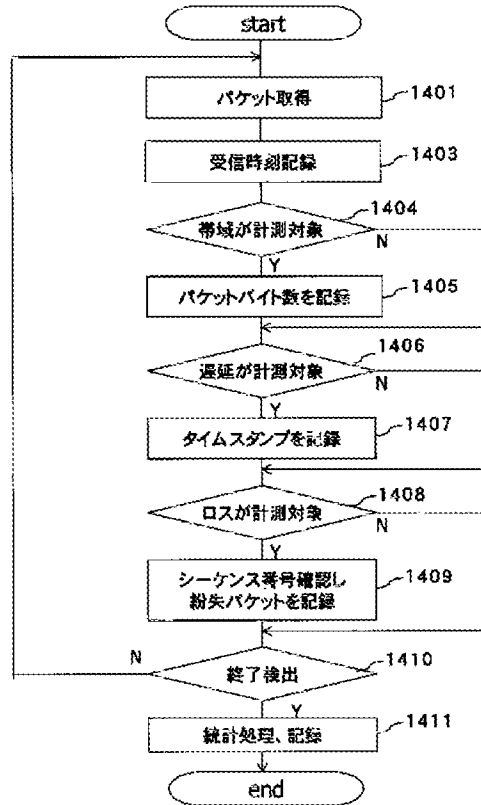 start
パケット取得
1401
受信時刻記録
1403
帯域が計測対象
1404
N
Y
パケットバイト数を記録
1405
遅延が計測対象
1406
N
Y
タイムスタンプを記録
1407
ロスが計測対象
1408
N
Y
シーケンス番号確認し
紛失パケットを記録
1409
終了検出
1410
N
Y
統計処理、記録
1411
end